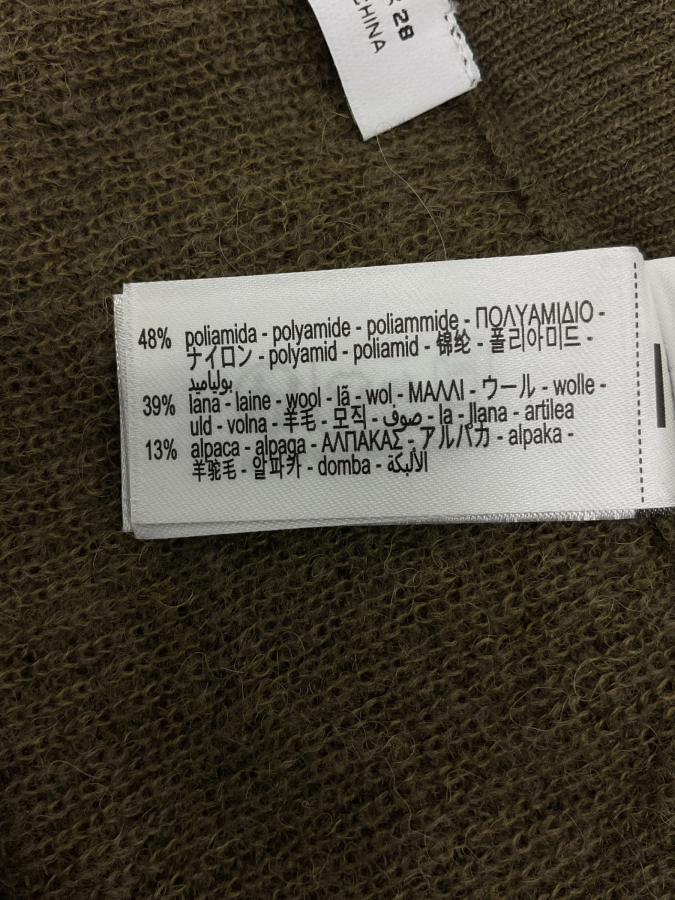 28
CHINA
48% poliamida - polyamide - poliammide - ΠΟΛΥΑΜΙΔΙΟ -
ナイロン - polyamid - poliamid - 锦纶 - 폴리아미드 -
بولياميد
39% lana - laine - wool - lã - wol - ΜΑΛΛΙ - ウール - wolle -
uld - volna - 羊毛 - 모직 - صوف - la - llana - artilea
13% alpaca - alpaga - ΑΛΠΑΚΑΣ - アルパカ - alpaka -
羊驼毛 - 알파카 - domba - الألبكة